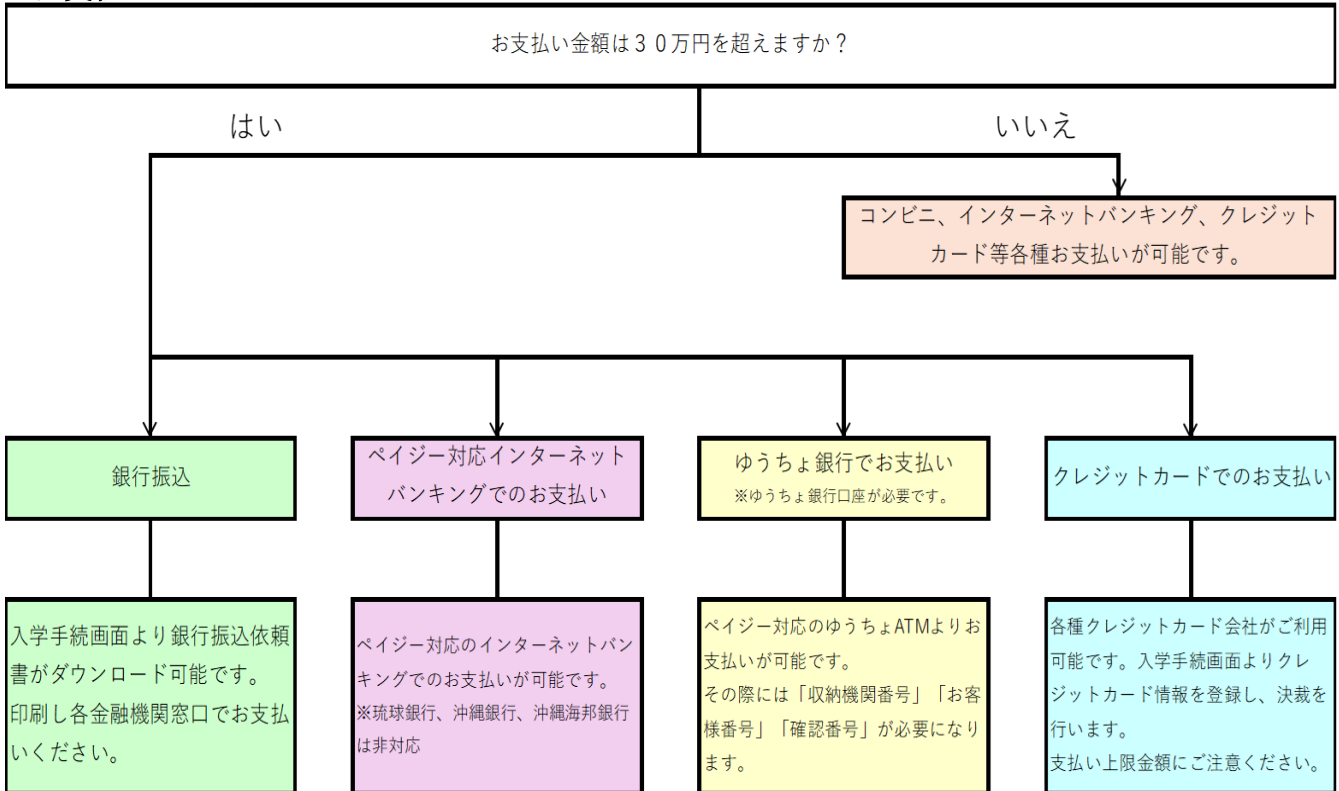 お支払い金額は３０万円を超えますか？
はい
いいえ
コンビニ、インターネットバンキング、クレジット
カード等各種お支払いが可能です。
銀行振込
ペイジー対応インターネット
バンキングでのお支払い
ゆうちょ銀行でお支払い
※ゆうちょ銀行口座が必要です。
クレジットカードでのお支払い
入学手続画面より銀行振込依頼
書がダウンロード可能です。
印刷し各金融機関窓口でお支払
いください。
ペイジー対応のインターネットバン
キングでのお支払いが可能です。
※琉球銀行、沖縄銀行、沖縄海邦銀行
は非対応
ペイジー対応のゆうちょATMよりお
支払いが可能です。
その際には「収納機関番号」「お客
様番号」「確認番号」が必要になり
ます。
各種クレジットカード会社がご利用
可能です。入学手続画面よりクレ
ジットカード情報を登録し、決裁を
行います。
支払い上限金額にご注意ください。